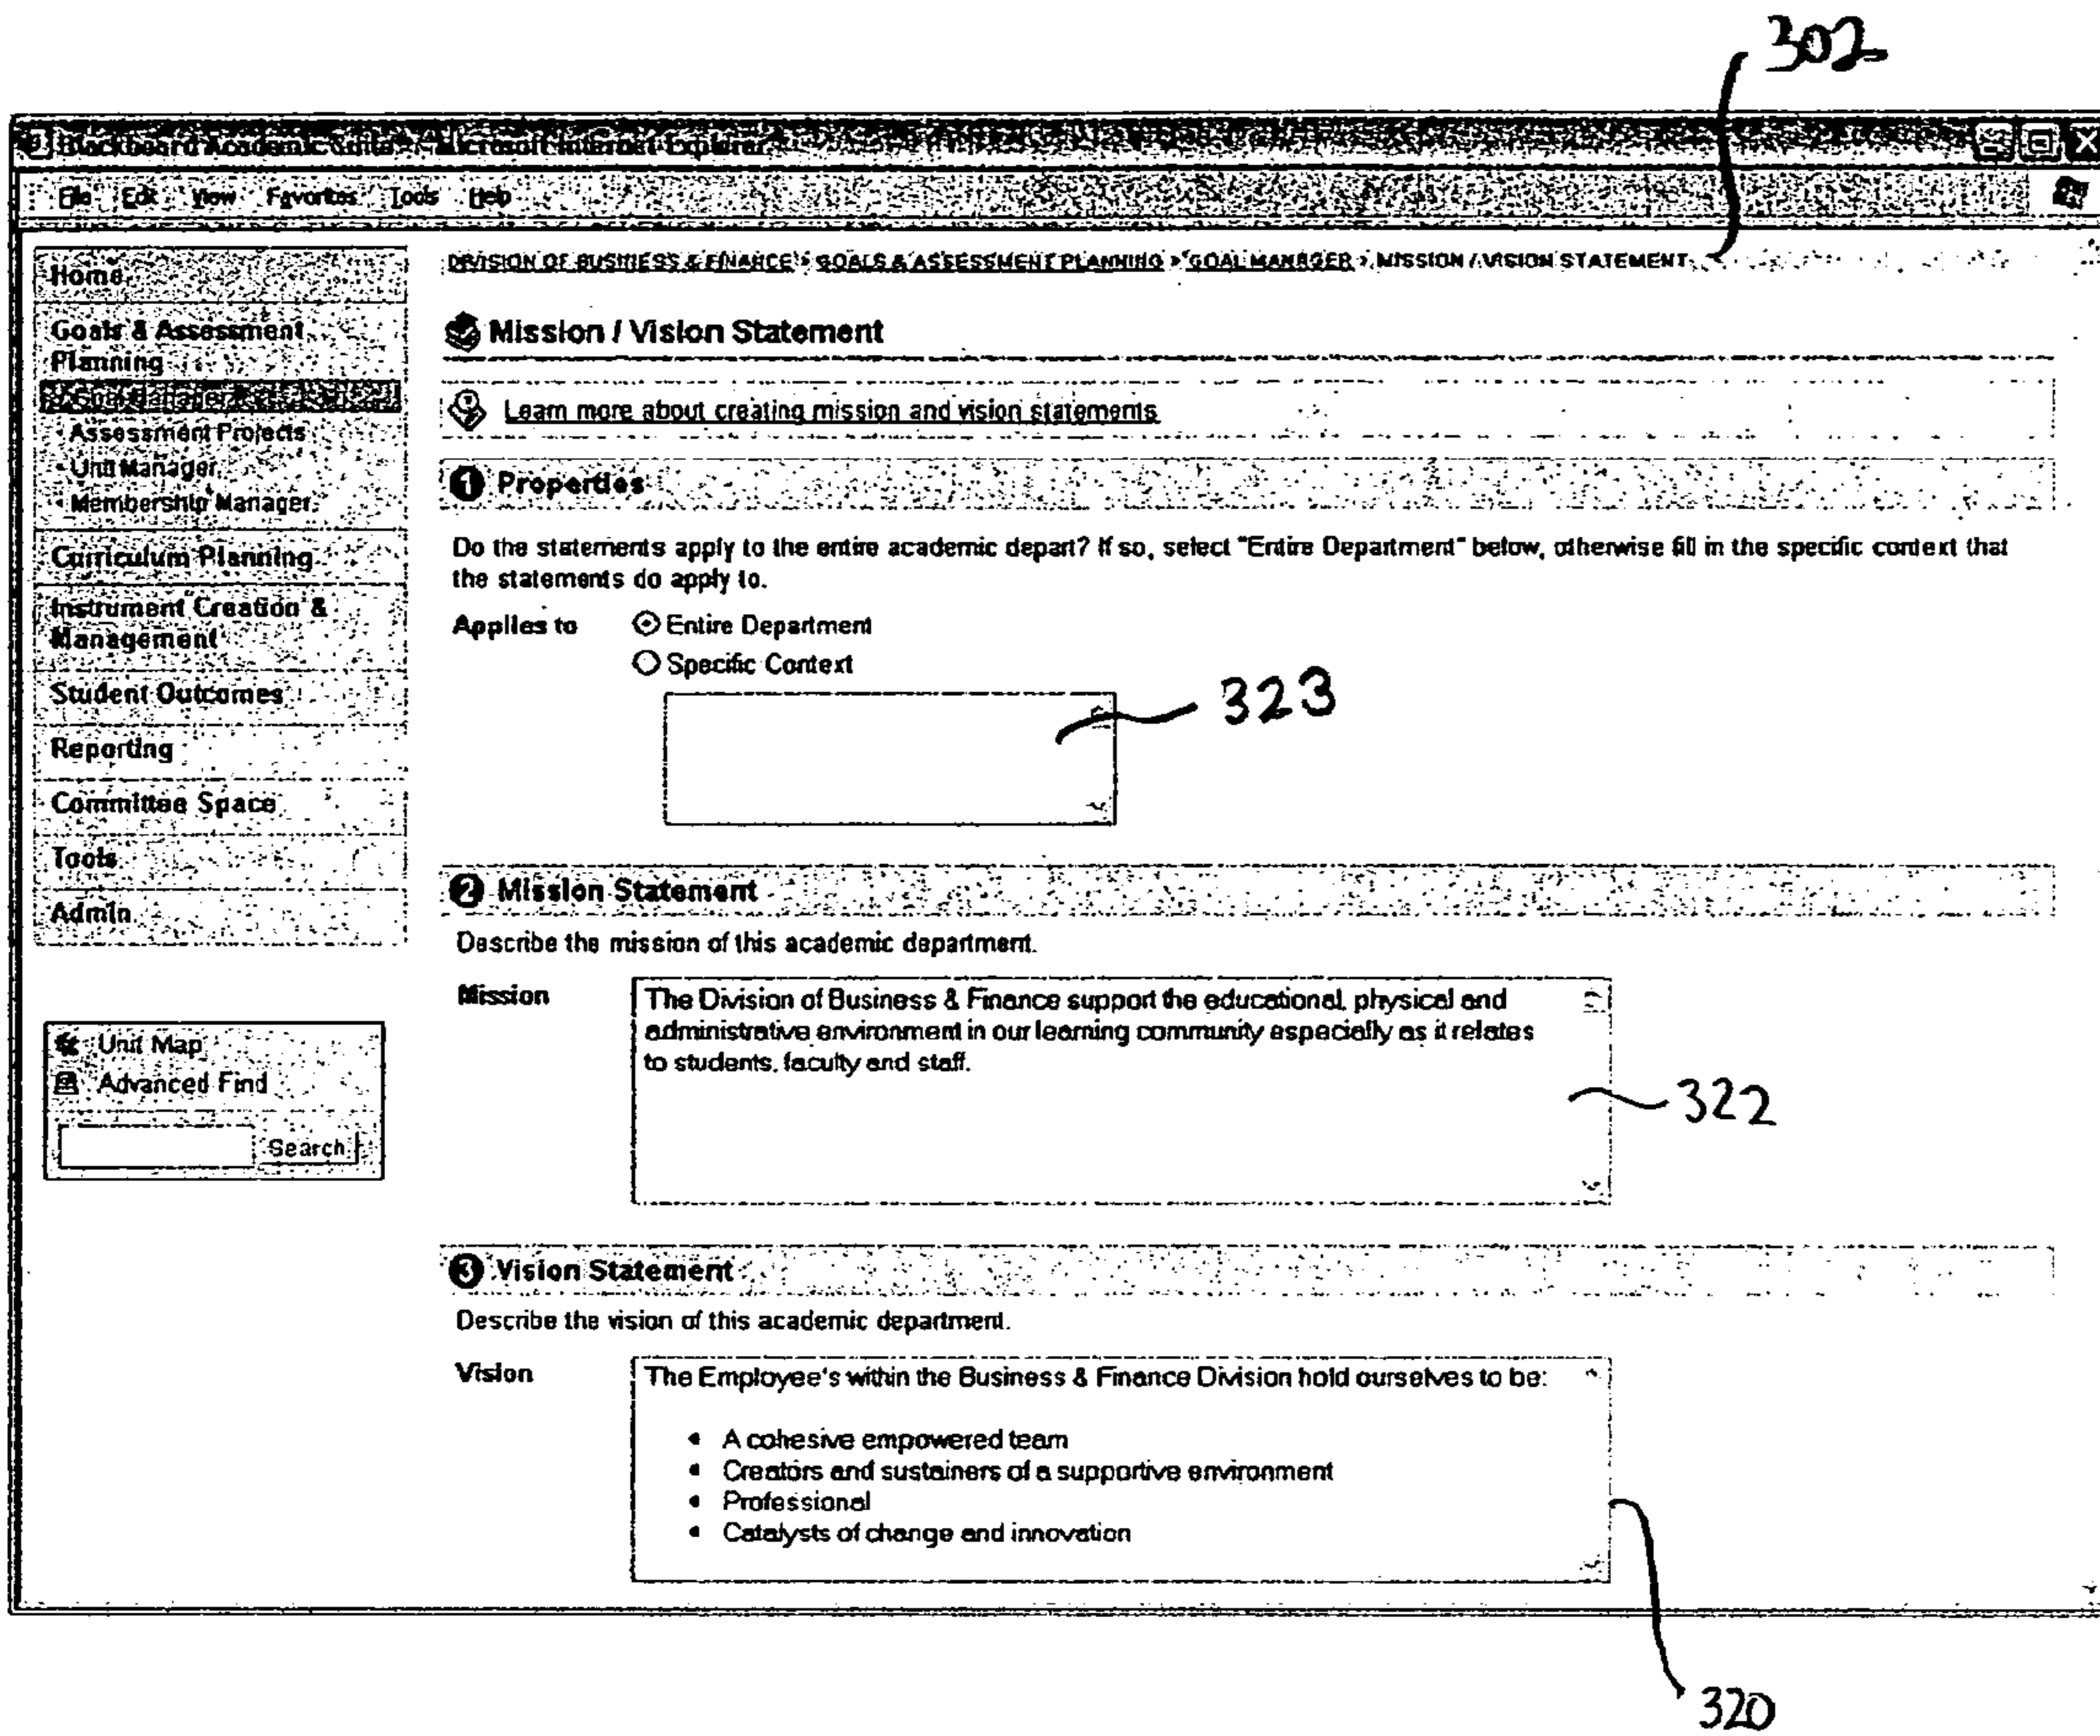 302
Blackboard Academic Suite - Microsoft Internet Explorer
File Edit View Favorites Tools Help
DIVISION OF BUSINESS & FINANCE > GOALS & ASSESSMENT PLANNING > GOAL MANAGER > MISSION / VISION STATEMENT
Home
Goals & Assessment
Planning
Goal Manager
Assessment Projects
Unit Manager
Membership Manager
Curriculum Planning
Instrument Creation &
Management
Student Outcomes
Reporting
Committee Space
Tools
Admin
Unit Map
Advanced Find
Search
Mission / Vision Statement
Learn more about creating mission and vision statements
1 Properties
Do the statements apply to the entire academic depart? If so, select "Entire Department" below, otherwise fill in the specific context that
the statements do apply to.
Applies to Entire Department
Specific Context
323
2 Mission Statement
Describe the mission of this academic department.
Mission The Division of Business & Finance support the educational, physical and
administrative environment in our learning community especially as it relates
to students, faculty and staff.
322
3 Vision Statement
Describe the vision of this academic department.
Vision The Employee's within the Business & Finance Division hold ourselves to be:
• A cohesive empowered team
• Creators and sustainers of a supportive environment
• Professional
• Catalysts of change and innovation
320